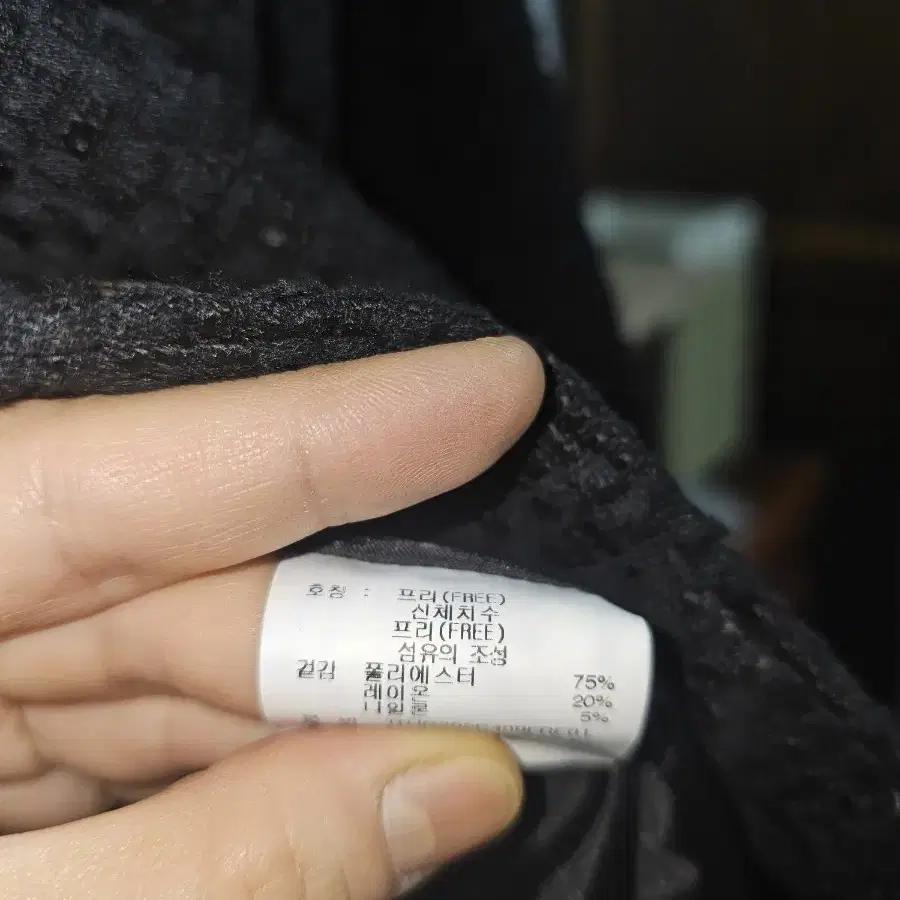 호칭 : 프리(FREE)
신체치수
프리(FREE)
섬유의 조성
겉감 폴리에스터 75%
레이온 20%
나일론 5%